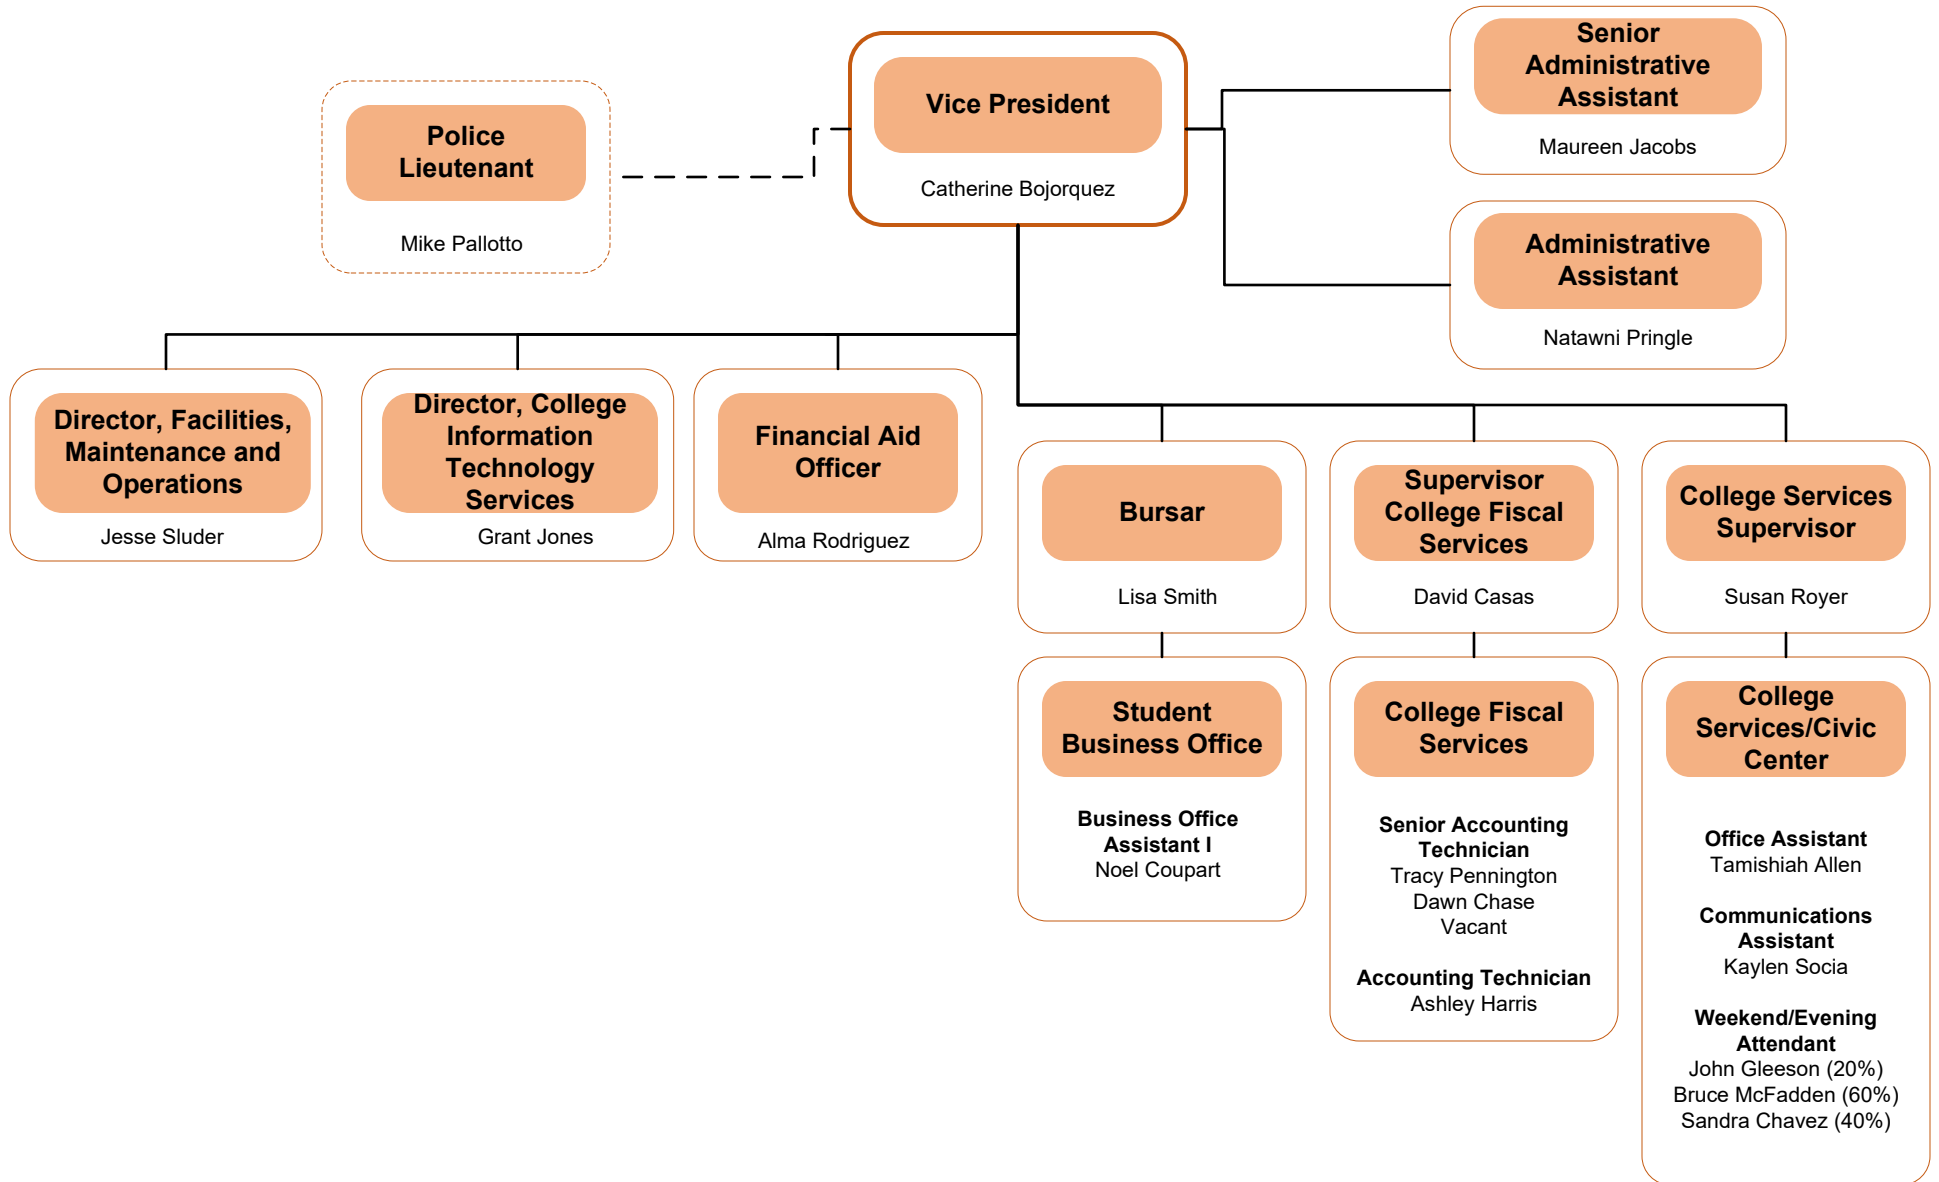 Vice President
Catherine Bojorquez
Police
Lieutenant
Mike Pallotto
Senior
Administrative
Assistant
Maureen Jacobs
Administrative
Assistant
Natawni Pringle
Director, Facilities,
Maintenance and
Operations
Jesse Sluder
Director, College
Information
Technology
Services
Grant Jones
Financial Aid
Officer
Alma Rodriguez
Bursar
Lisa Smith
Supervisor
College Fiscal
Services
David Casas
College Services
Supervisor
Susan Royer
Student
Business Office
Business Office
Assistant I
Noel Coupart
College Fiscal
Services
Senior Accounting
Technician
Tracy Pennington
Dawn Chase
Vacant
Accounting Technician
Ashley Harris
College
Services/Civic
Center
Office Assistant
Tamishiah Allen
Communications
Assistant
Kaylen Socia
Weekend/Evening
Attendant
John Gleeson (20%)
Bruce McFadden (60%)
Sandra Chavez (40%)